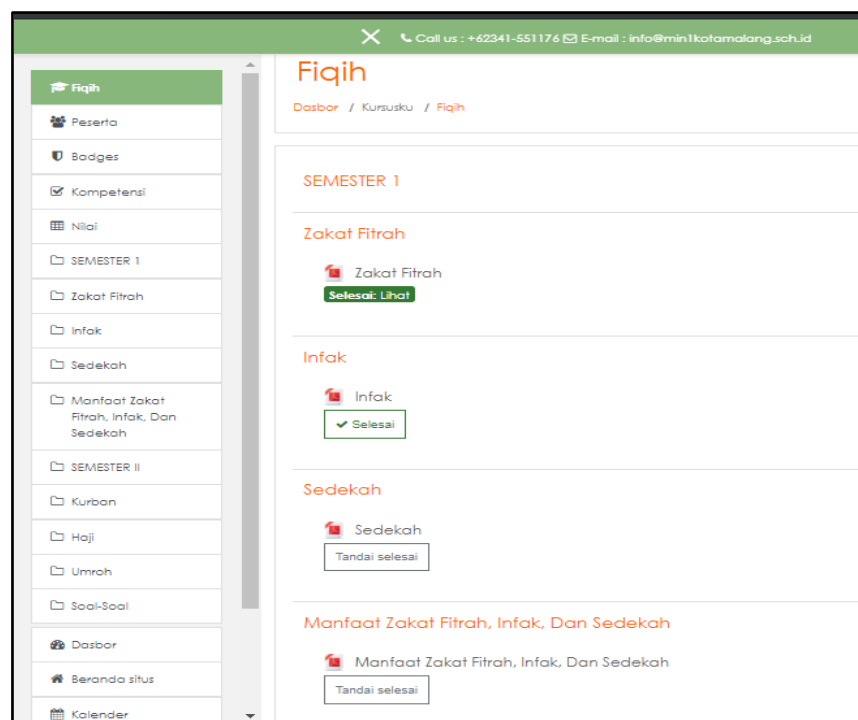 Call us : +62341-551176 E-mail : info@min1kotamalang.sch.id
Fiqih
Peserta
Badges
Kompetensi
Nilai
SEMESTER 1
Zakat Fitrah
Infak
Sedekah
Manfaat Zakat
Fitrah, Infak, Dan
Sedekah
SEMESTER II
Kurban
Haji
Umroh
Soal-Soal
Dasbor
Beranda situs
Kalender
Fiqih
Dasbor / Kursusku / Fiqih
SEMESTER 1
Zakat Fitrah
Zakat Fitrah
Selesai: Lihat
Infak
Infak
Selesai
Sedekah
Sedekah
Tandai selesai
Manfaat Zakat Fitrah, Infak, Dan Sedekah
Manfaat Zakat Fitrah, Infak, Dan Sedekah
Tandai selesai